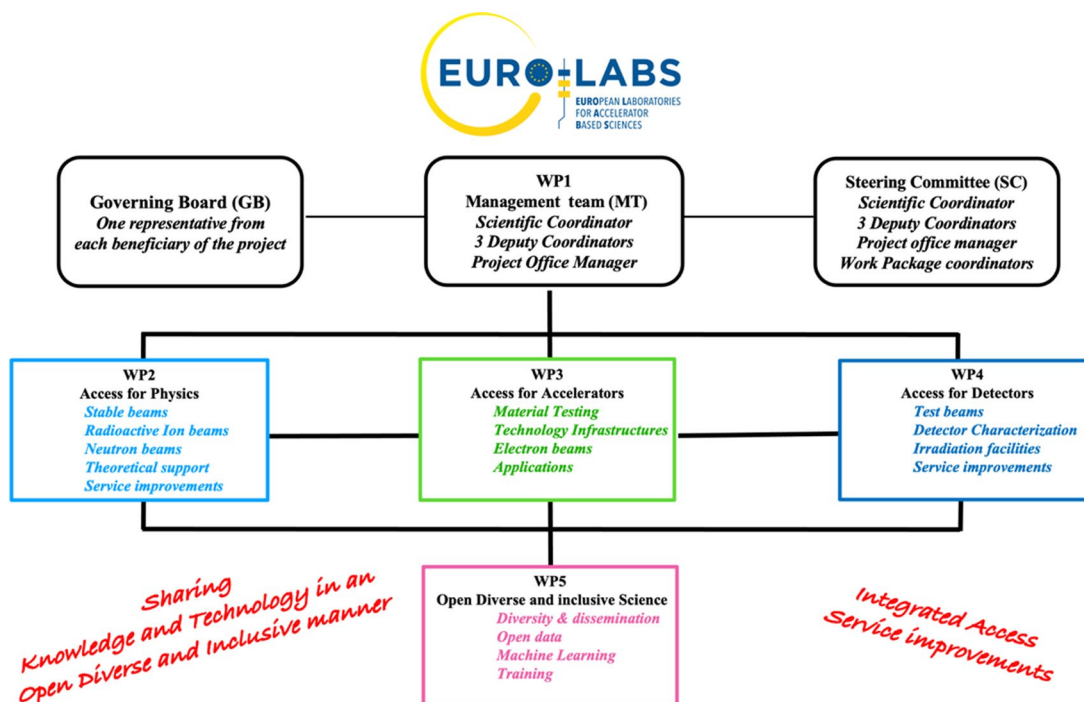 EURO-LABS
EUROPEAN LABORATORIES
FOR ACCELERATOR
BASED SCIENCES
Governing Board (GB)
One representative from
each beneficiary of the project
WP1
Management team (MT)
Scientific Coordinator
3 Deputy Coordinators
Project Office Manager
Steering Committee (SC)
Scientific Coordinator
3 Deputy Coordinators
Project office manager
Work Package coordinators
WP2
Access for Physics
Stable beams
Radioactive Ion beams
Neutron beams
Theoretical support
Service improvements
WP3
Access for Accelerators
Material Testing
Technology Infrastructures
Electron beams
Applications
WP4
Access for Detectors
Test beams
Detector Characterization
Irradiation facilities
Service improvements
Sharing
Knowledge and Technology in an
Open Diverse and Inclusive manner
WP5
Open Diverse and inclusive Science
Diversity & dissemination
Open data
Machine Learning
Training
Integrated Access
Service improvements